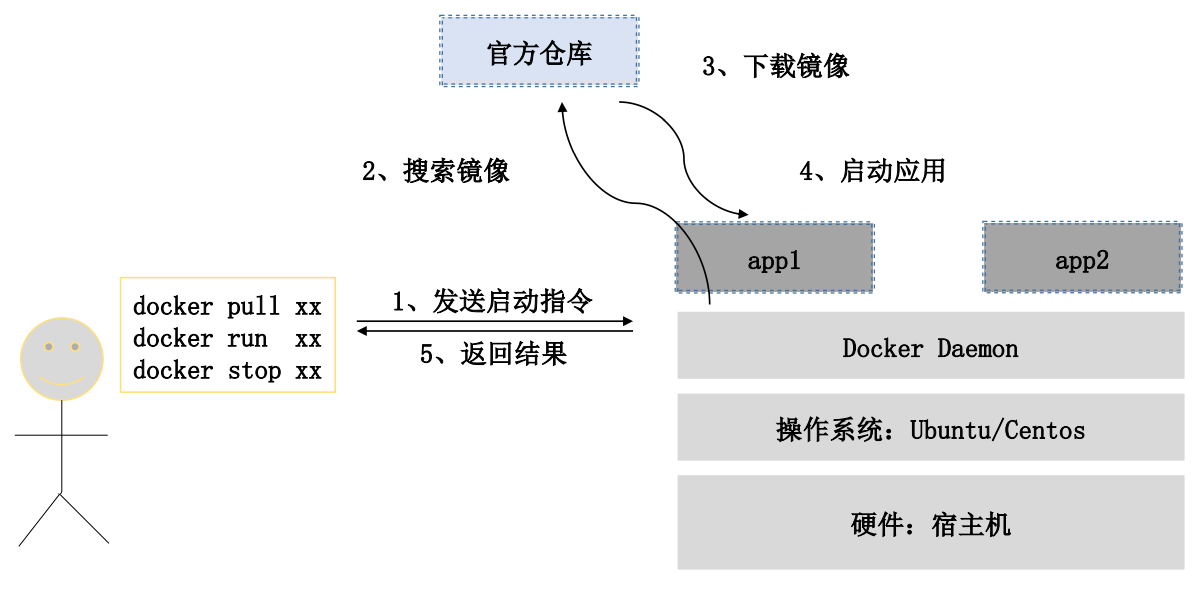 官方仓库
3、下载镜像
2、搜索镜像
4、启动应用
app1
app2
docker pull xx
docker run  xx
docker stop xx
1、发送启动指令
5、返回结果
Docker Daemon
操作系统：Ubuntu/Centos
硬件：宿主机